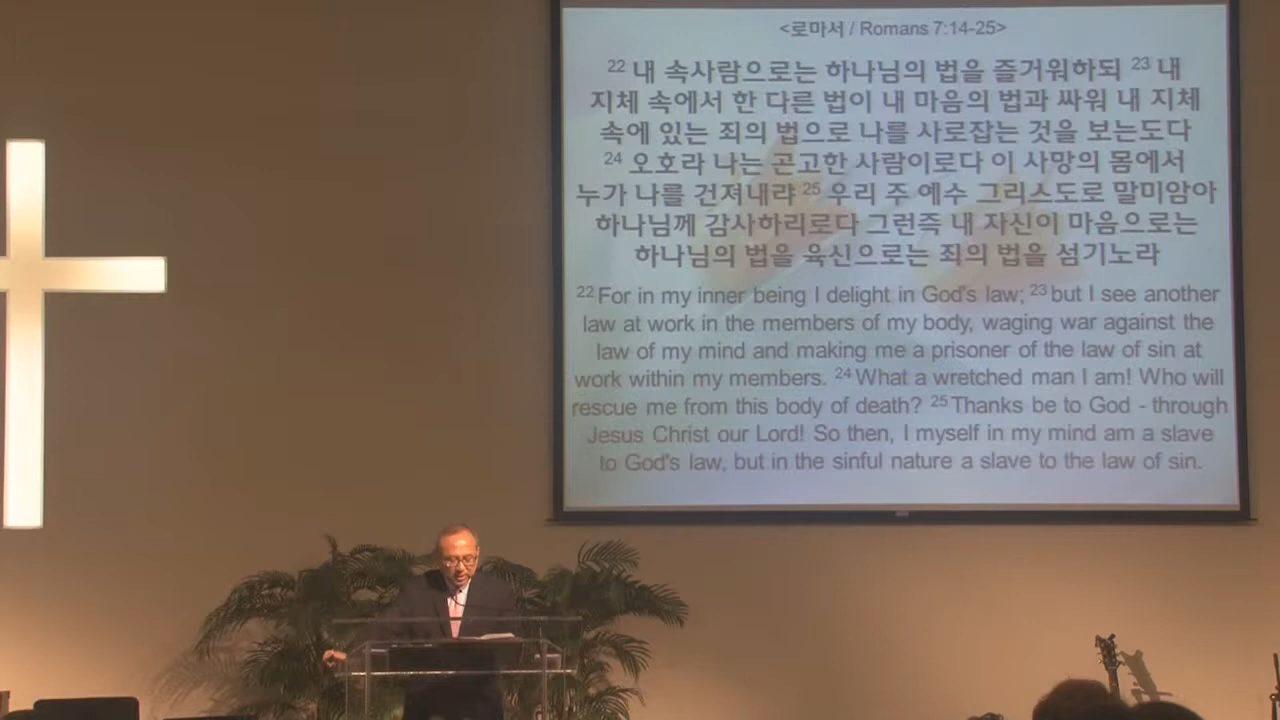 <로마서 / Romans 7:14-25>
22 내 속사람으로는 하나님의 법을 즐거워하되 23 내
지체 속에서 한 다른 법이 내 마음의 법과 싸워 내 지체
속에 있는 죄의 법으로 나를 사로잡는 것을 보는도다
24 오호라 나는 곤고한 사람이로다 이 사망의 몸에서
누가 나를 건져내랴 25 우리 주 예수 그리스도로 말미암아
하나님께 감사하리로다 그런즉 내 자신이 마음으로는
하나님의 법을 육신으로는 죄의 법을 섬기노라
22 For in my inner being I delight in God's law; 23 but I see another
law at work in the members of my body, waging war against the
law of my mind and making me a prisoner of the law of sin at
work within my members. 24 What a wretched man I am! Who will
rescue me from this body of death? 25 Thanks be to God - through
Jesus Christ our Lord! So then, I myself in my mind am a slave
to God's law, but in the sinful nature a slave to the law of sin.